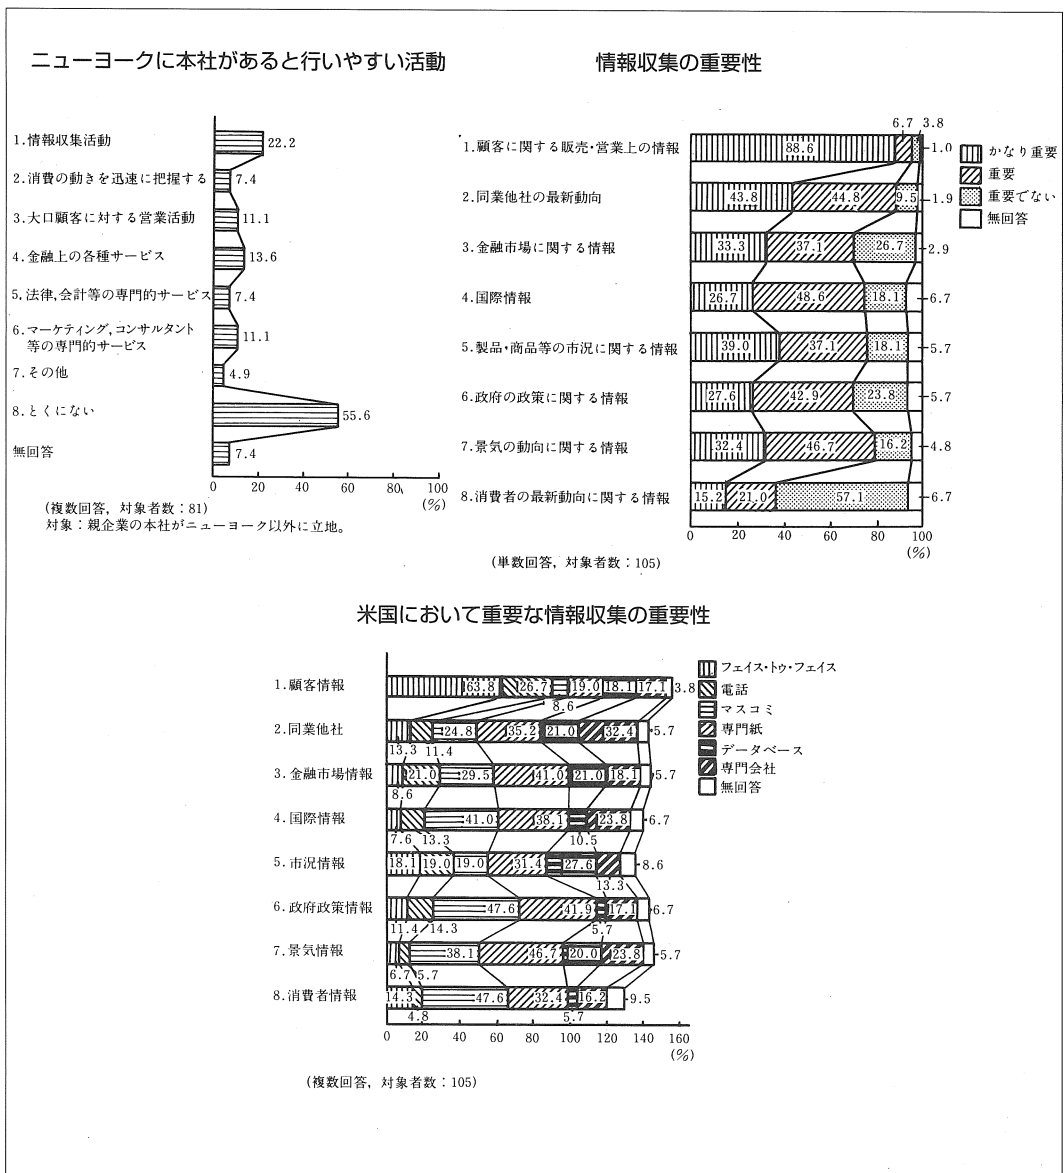 ニューヨークに本社があると行いやすい活動
1.情報収集活動
22.2
2.消費の動きを迅速に把握する
7.4
3.大口顧客に対する営業活動
11.1
4.金融上の各種サービス
13.6
5.法律,会計等の専門的サービス
7.4
6.マーケティング,コンサルタント
等の専門的サービス
11.1
7.その他
4.9
8.とくにない
55.6
無回答
7.4
0 20 40 60 80 100
(%)
(複数回答,対象者数:81)
対象:親企業の本社がニューヨーク以外に立地。
情報収集の重要性
6.7 3.8
1.顧客に関する販売・営業上の情報
88.6 1.0
2.同業他社の最新動向
43.8 44.8 9.5 1.9
3.金融市場に関する情報
33.3 37.1 26.7 2.9
4.国際情報
26.7 48.6 18.1 6.7
5.製品・商品等の市況に関する情報
39.0 37.1 18.1 5.7
6.政府の政策に関する情報
27.6 42.9 23.8 5.7
7.景気の動向に関する情報
32.4 46.7 16.2 4.8
8.消費者の最新動向に関する情報
15.2 21.0 57.1 6.7
0 20 40 60 80 100
(%)
かなり重要
重要
重要でない
無回答
(単数回答,対象者数:105)
米国において重要な情報収集の重要性
1.顧客情報
63.8 26.7 19.0 18.1 17.1 3.8
8.6
2.同業他社
24.8 35.2 21.0 32.4 5.7
13.3 11.4
3.金融市場情報
21.0 29.5 41.0 21.0 18.1 5.7
8.6
4.国際情報
41.0 38.1 23.8 6.7
7.6 13.3 10.5
5.市況情報
18.1 19.0 19.0 31.4 27.6 8.6
13.3
6.政府政策情報
47.6 41.9 17.1 6.7
11.4 14.3 5.7
7.景気情報
38.1 46.7 20.0 23.8 5.7
6.7 5.7
8.消費者情報
14.3 47.6 32.4 16.2 9.5
4.8 5.7
0 20 40 60 80 100 120 140 160
(%)
フェイス・トゥ・フェイス
電話
マスコミ
専門紙
データベース
専門会社
無回答
(複数回答,対象者数:105)